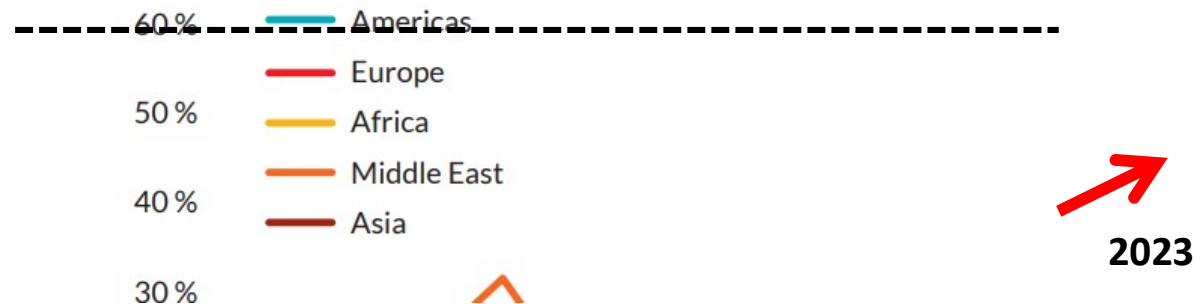 60 %
Americas
Europe
50 %
Africa
Middle East
40 %
Asia
2023
30 %